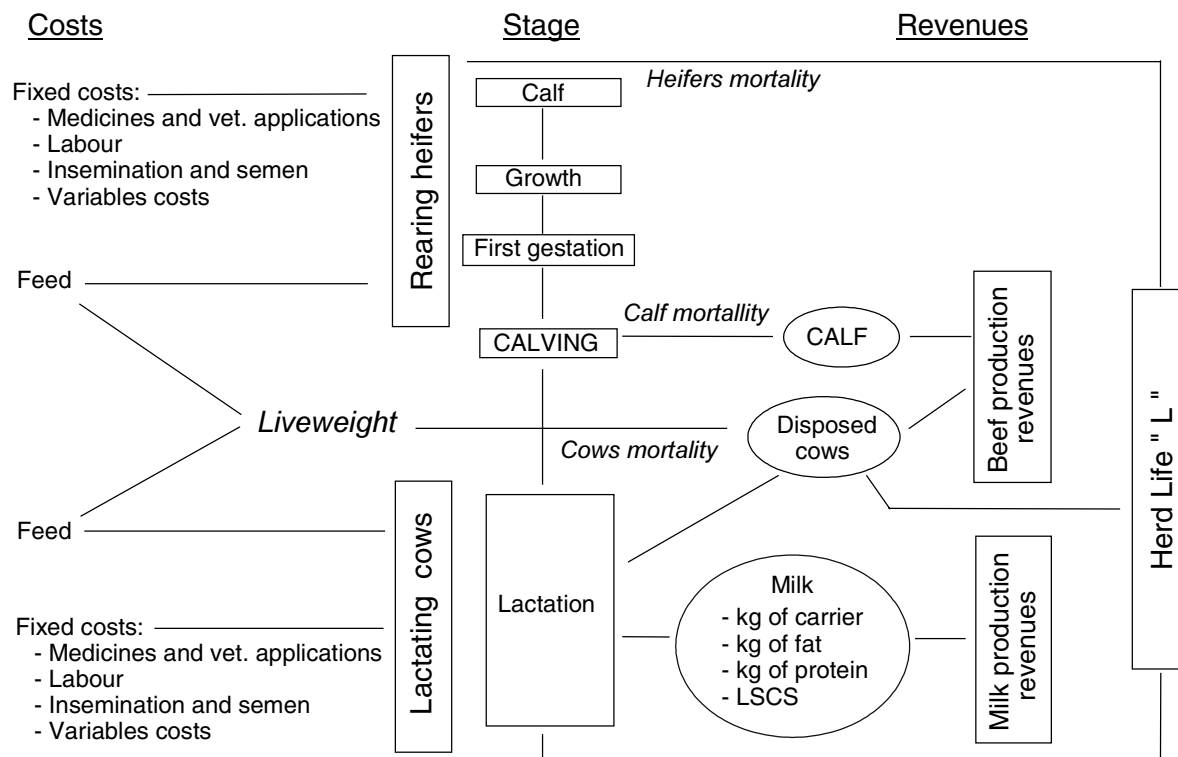 Costs
Stage
Revenues
Fixed costs:
- Medicines and vet. applications
- Labour
- Insemination and semen
- Variables costs
Feed
Rearing heifers
Calf
Growth
First gestation
CALVING
Heifers mortality
Calf mortallity
CALF
Liveweight
Cows mortality
Disposed
cows
Beef production
revenues
Herd Life " L "
Feed
Fixed costs:
- Medicines and vet. applications
- Labour
- Insemination and semen
- Variables costs
Lactating cows
Lactation
Milk
- kg of carrier
- kg of fat
- kg of protein
- LSCS
Milk production
revenues